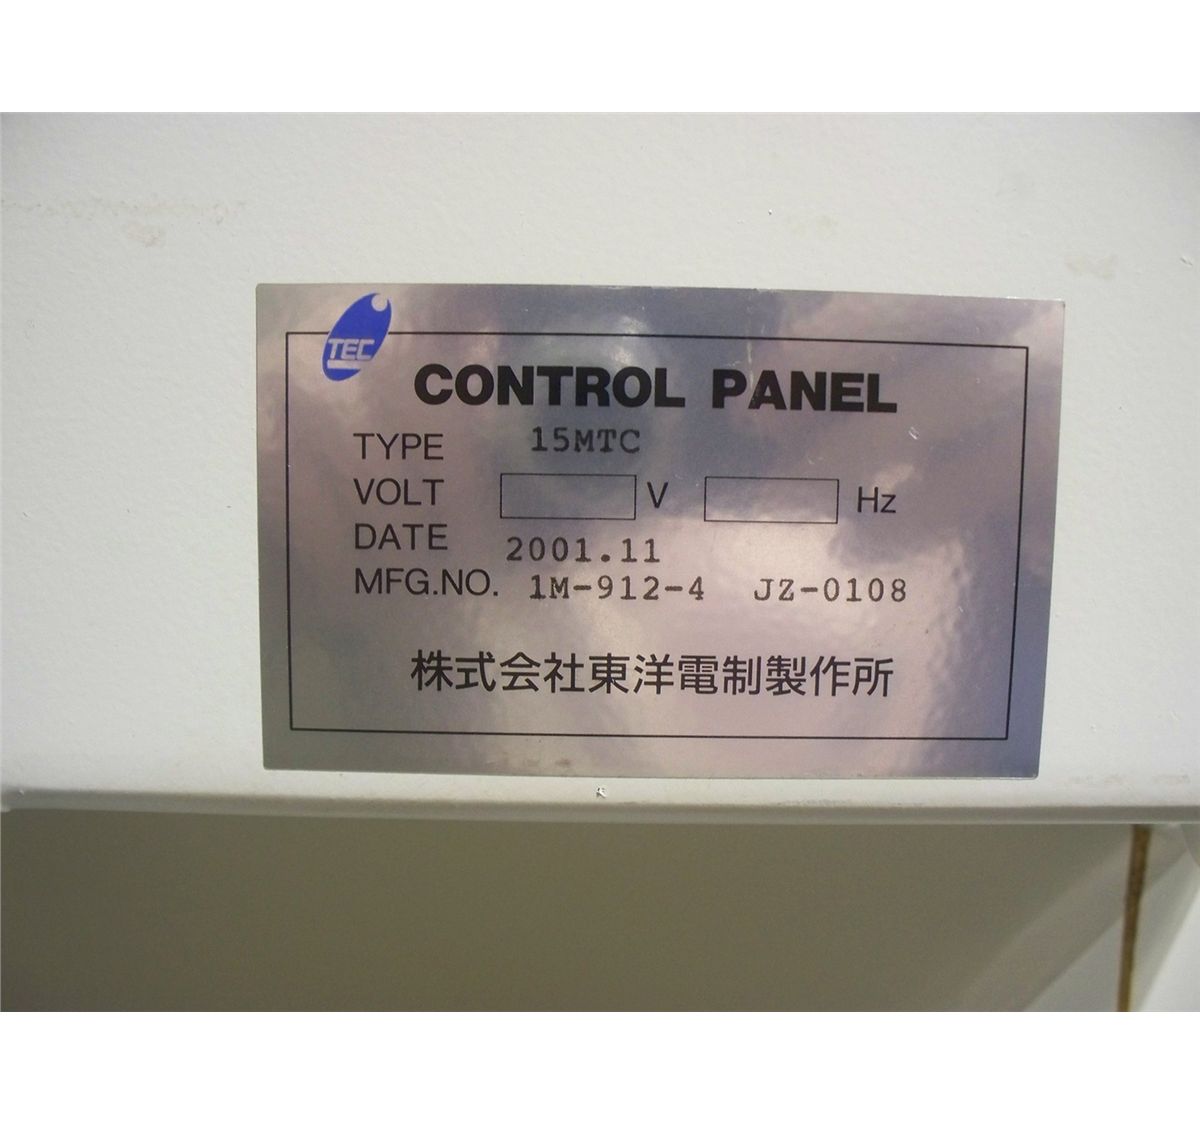 TEC
CONTROL PANEL
TYPE 15MTC
VOLT V Hz
DATE 2001.11
MFG.NO. 1M-912-4 JZ-0108
株式会社東洋電制製作所